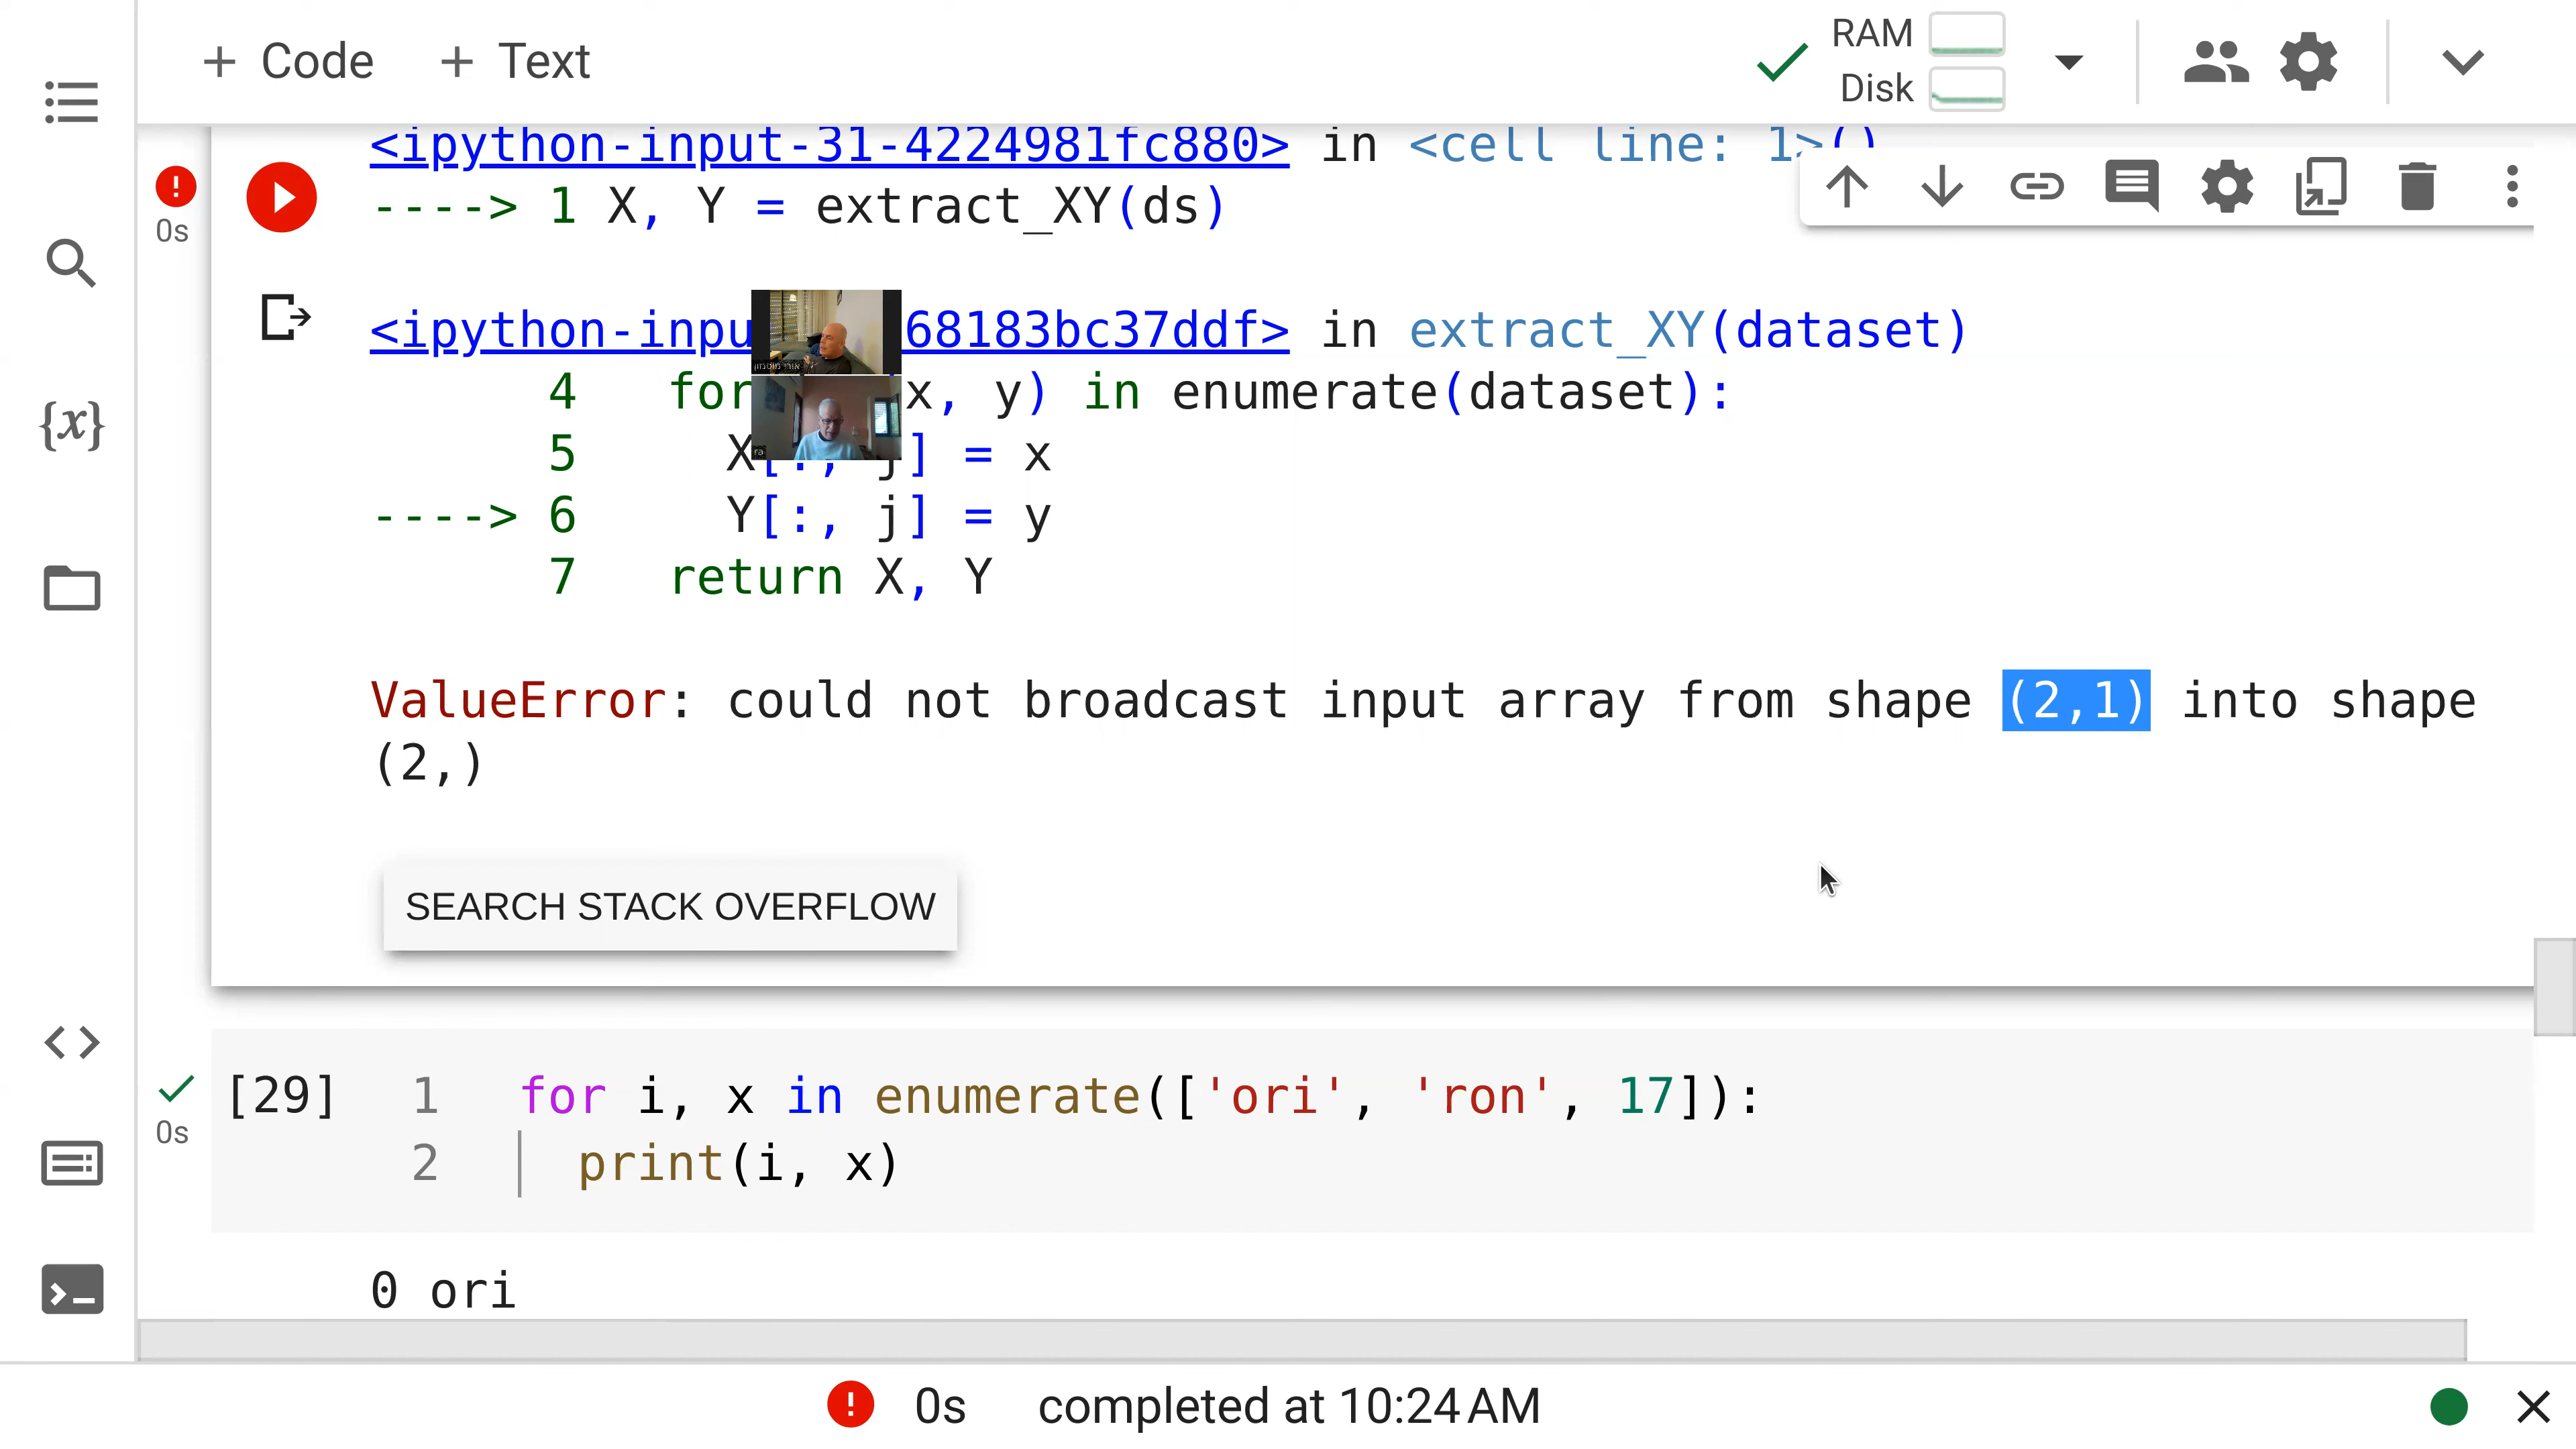 + Code + Text
RAM
Disk
<ipython-input-31-4224981fc880> in <cell line: 1>()
----> 1 X, Y = extract_XY(ds)
0s
<ipython-inpu 68183bc37ddf> in extract_XY(dataset)
4 for x, y) in enumerate(dataset):
5 X[:, j] = x
----> 6 Y[:, j] = y
7 return X, Y
ValueError: could not broadcast input array from shape (2,1) into shape
(2,)
SEARCH STACK OVERFLOW
[29] 1 for i, x in enumerate(['ori', 'ron', 17]):
0s
2 print(i, x)
0 ori
0s completed at 10:24 AM
{x}